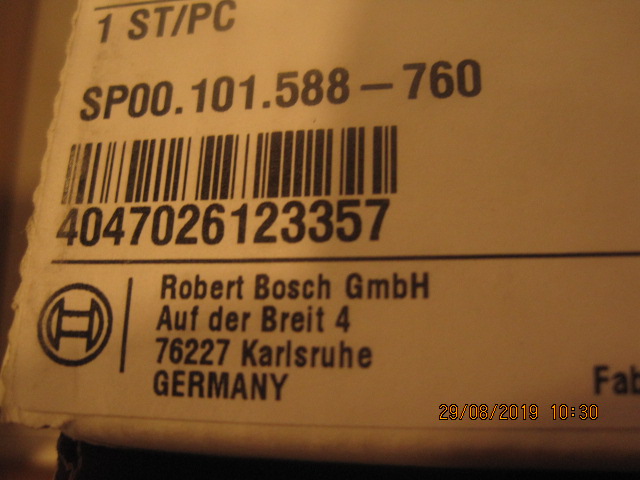 1 ST/PC
SP00.101.588-760
4047026123357
Robert Bosch GmbH
Auf der Breit 4
76227 Karlsruhe
GERMANY
Fab
29/08/2019 10:30